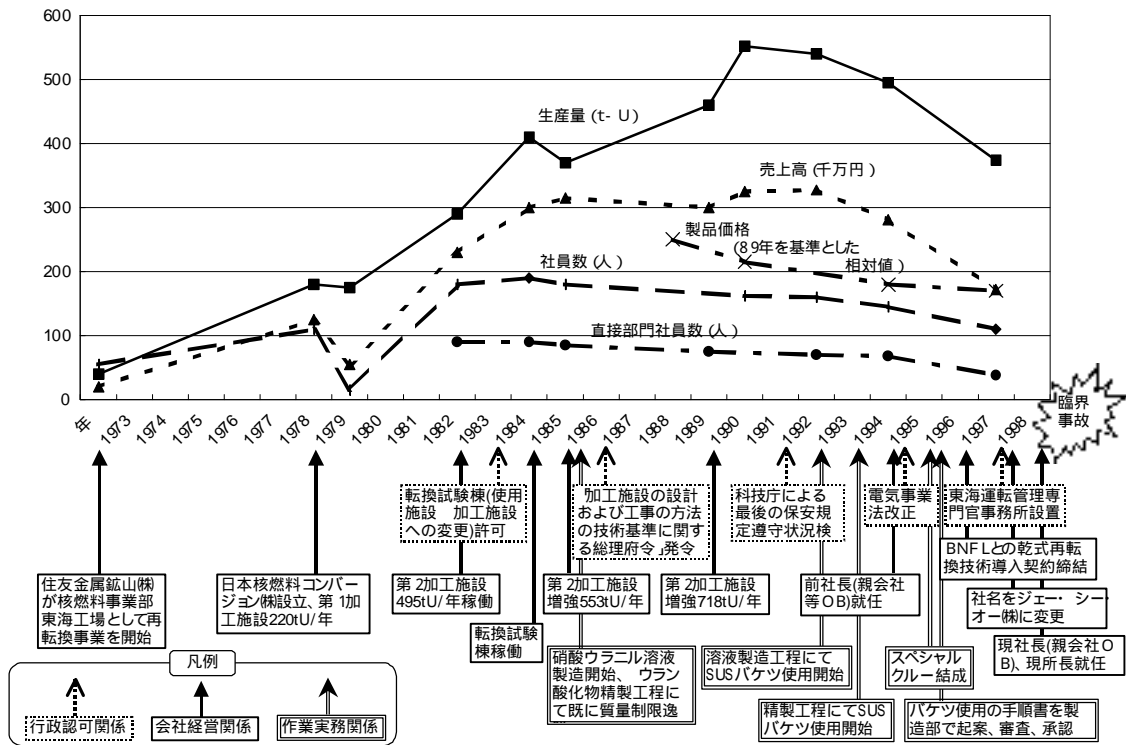 600
500
400
300
200
100
0
生産量 (t- U)
売上高 (千万円)
製品価格
(89年を基準とした
相対値)
社員数 (人)
直接部門社員数 (人)
年 1973 1974 1976 1977 1978 1979 1980 1981 1982 1983 1984 1985 1986 1987 1988 1989 1990 1991 1992 1993 1994 1995 1996 1997 1998
臨界
事故
転換試験棟(使用
施設 加工施設
への変更)許可
「加工施設の設計
および工事の方法
の技術基準に関す
る総理府令」発令
科技庁による
最後の保安規
定遵守状況検
電気事業
法改正
東海運転管理専
門官事務所設置
住友金属鉱山㈱
が核燃料事業部
東海工場として再
転換事業を開始
日本核燃料コンバー
ジョン㈱設立、第1加
工施設220tU/年
第2加工施設
495tU/年稼働
転換試験
棟稼働
第2加工施設
増強553tU/年
第2加工施設
増強718tU/年
前社長(親会社
等OB)就任
BNFLとの乾式再転
換技術導入契約締結
社名をジェー・シー・
オー㈱に変更
現社長(親会社O
B)、現所長就任
硝酸ウラニル溶液
製造開始、ウラン
酸化物精製工程に
て既に質量制限逸
溶液製造工程にて
SUSバケツ使用開始
精製工程にてSUS
バケツ使用開始
スペシャル
クルー結成
バケツ使用の手順書を製
造部で起案、審査、承認
凡例
行政認可関係
会社経営関係
作業実務関係